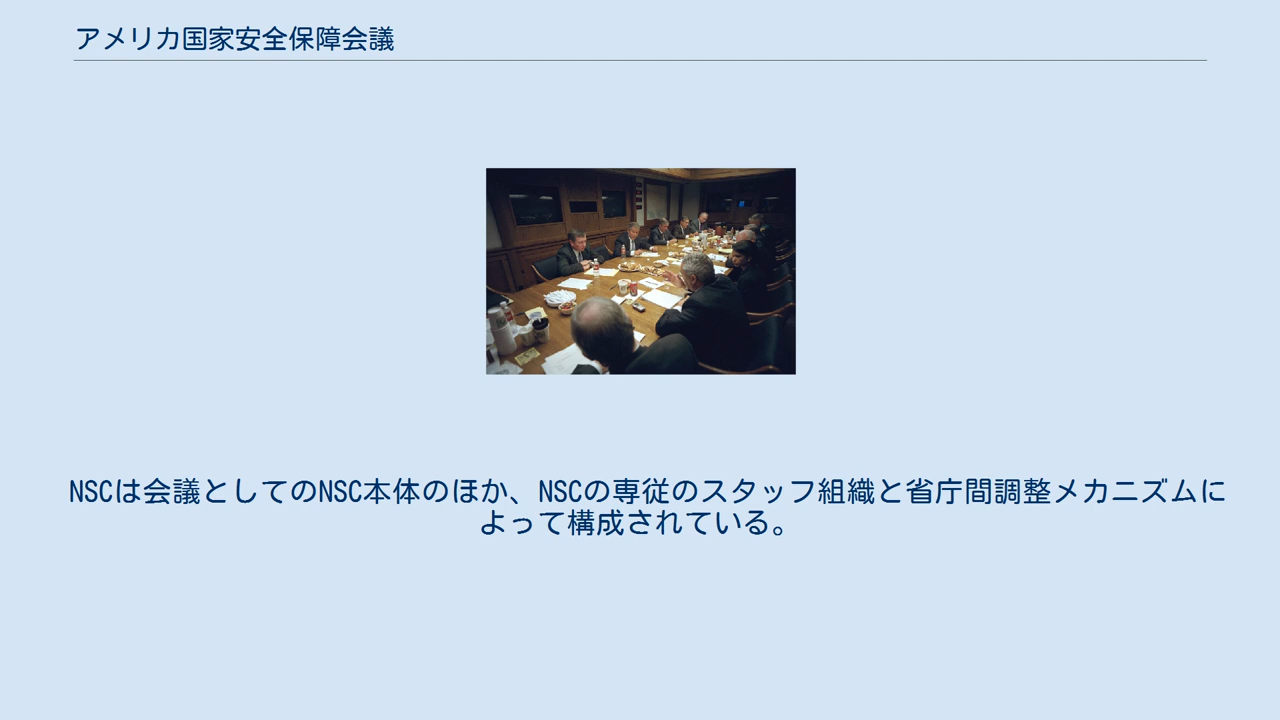 アメリカ国家安全保障会議
NSCは会議としてのNSC本体のほか、NSCの専従のスタッフ組織と省庁間調整メカニズムに
よって構成されている。